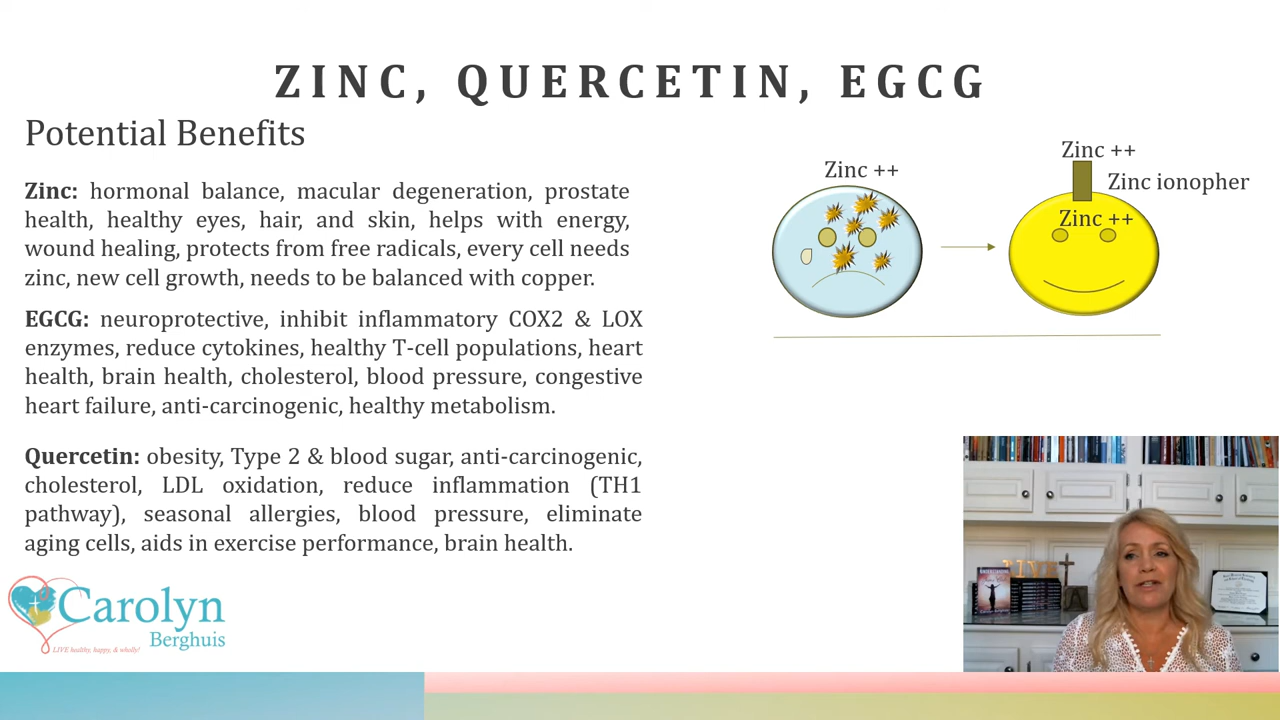 ZINC, QUERCETIN, EGCG
Potential Benefits
Zinc: hormonal balance, macular degeneration, prostate
health, healthy eyes, hair, and skin, helps with energy,
wound healing, protects from free radicals, every cell needs
zinc, new cell growth, needs to be balanced with copper.
EGCG: neuroprotective, inhibit inflammatory COX2 & LOX
enzymes, reduce cytokines, healthy T-cell populations, heart
health, brain health, cholesterol, blood pressure, congestive
heart failure, anti-carcinogenic, healthy metabolism.
Quercetin: obesity, Type 2 & blood sugar, anti-carcinogenic,
cholesterol, LDL oxidation, reduce inflammation (TH1
pathway), seasonal allergies, blood pressure, eliminate
aging cells, aids in exercise performance, brain health.
Zinc ++
Zinc ++
Zinc ionopher
Zinc ++
Carolyn
Berghuis
LIVE healthy, happy, & wholly!
LIVE